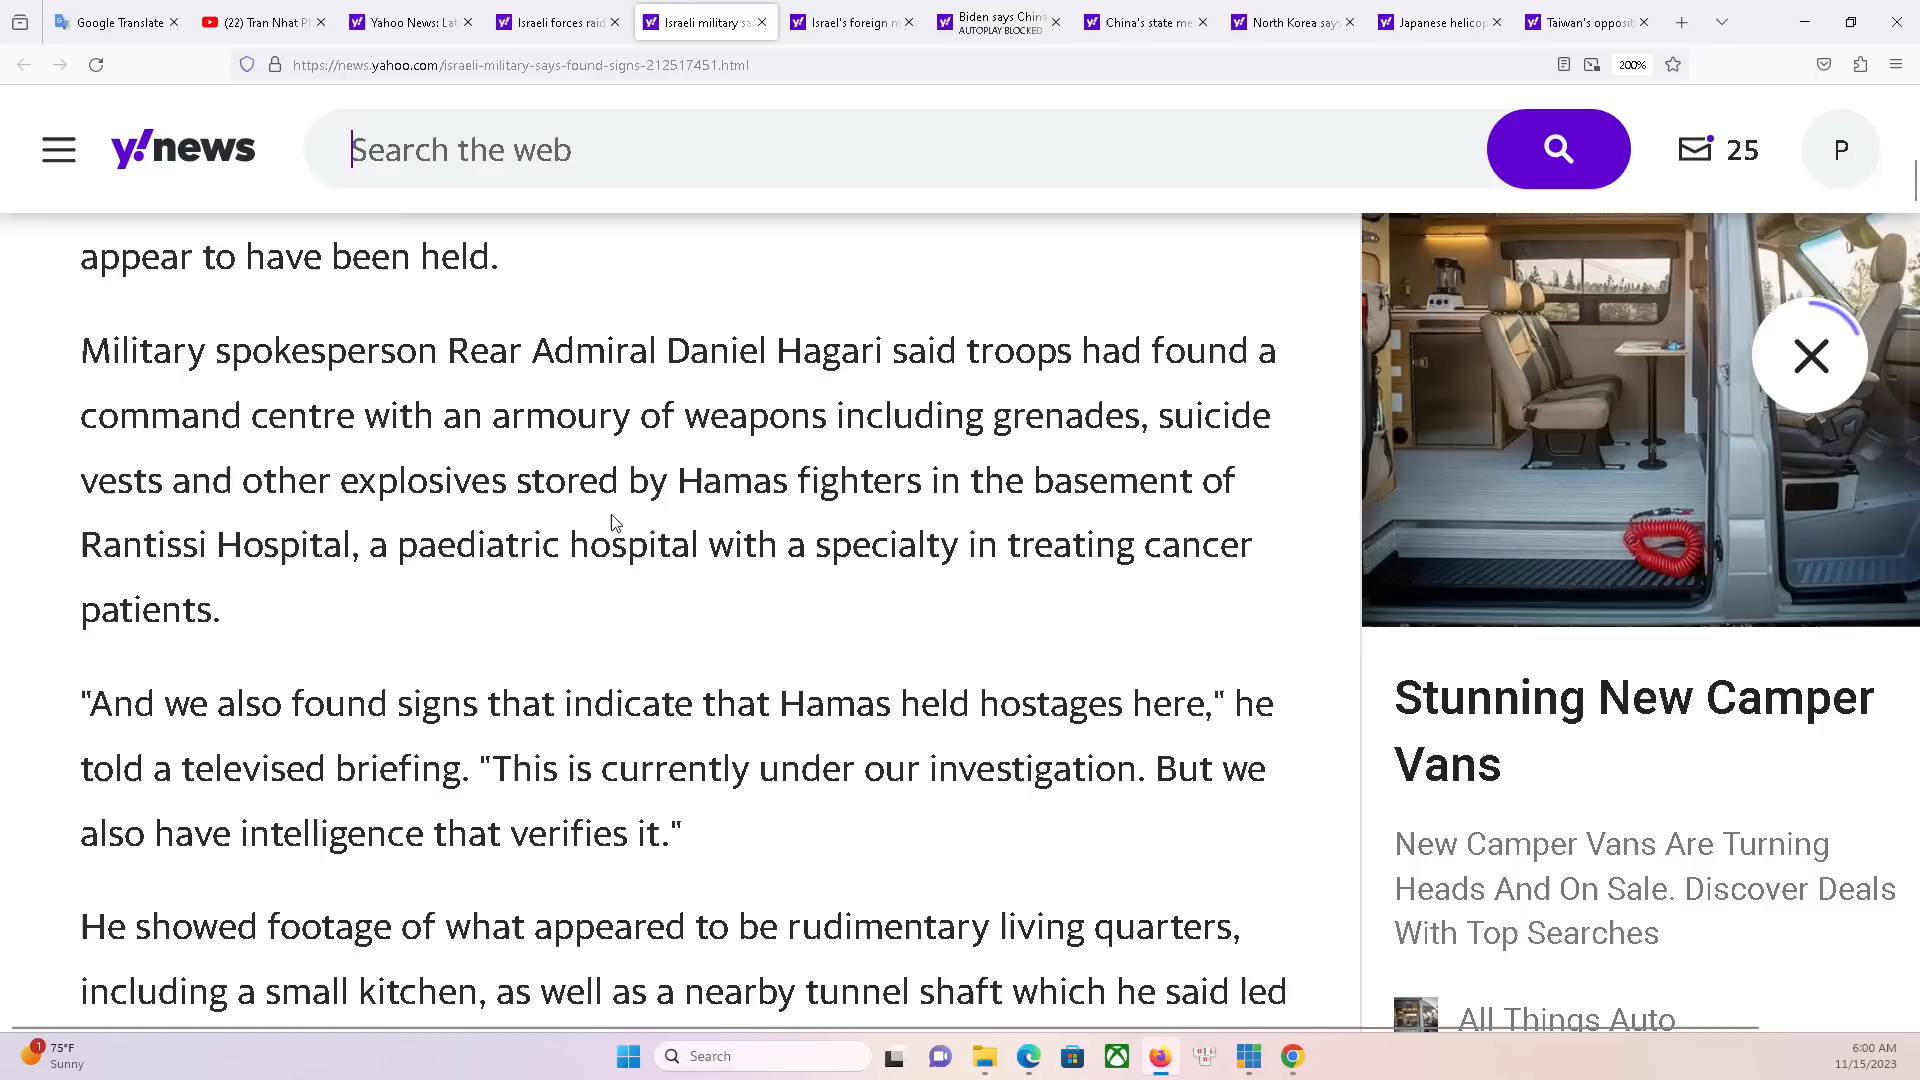 Google Translate
(22) Tran Nhat P
Yahoo News: Lat
Israeli forces raid
Israeli military sa
Israel's foreign m
Biden says China
AUTOPLAY BLOCKED
China's state me
North Korea says
Japanese helicop
Taiwan's opposit
https://news.yahoo.com/israeli-military-says-found-signs-212517451.html
200%
y!news
Search the web
25
P
appear to have been held.
Military spokesperson Rear Admiral Daniel Hagari said troops had found a
command centre with an armoury of weapons including grenades, suicide
vests and other explosives stored by Hamas fighters in the basement of
Rantissi Hospital, a paediatric hospital with a specialty in treating cancer
patients.
"And we also found signs that indicate that Hamas held hostages here," he
told a televised briefing. "This is currently under our investigation. But we
also have intelligence that verifies it."
He showed footage of what appeared to be rudimentary living quarters,
including a small kitchen, as well as a nearby tunnel shaft which he said led
Stunning New Camper
Vans
New Camper Vans Are Turning
Heads And On Sale. Discover Deals
With Top Searches
All Things Auto
1
75°F
Sunny
Search
6:00 AM
11/15/2023